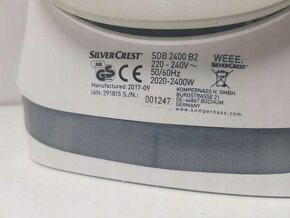 SILVERCREST SDB 2400 B2 WEEE:
220 - 240V~ SILVERCREST
50/60Hz
2020-2400W KOMPERNASS H. GMBH
Manufactured: 2017-09 BURGSTRASSE 21
IAN: 291815 S./N.: 001247 DE-44867 BOCHUM
GERMANY
www.kompernass.com